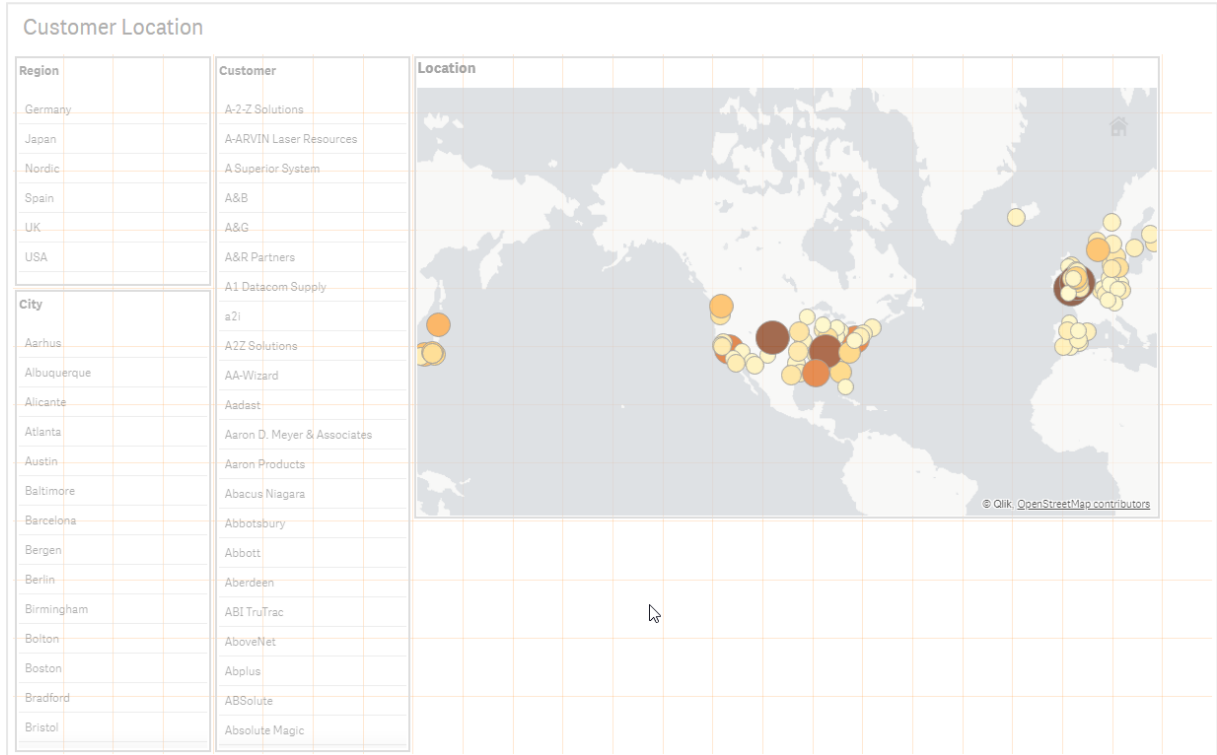 Customer Location
Region
Germany
Japan
Nordic
Spain
UK
USA
City
Aarhus
Albuquerque
Alicante
Atlanta
Austin
Baltimore
Barcelona
Bergen
Berlin
Birmingham
Bolton
Boston
Bradford
Bristol
Customer
A-2-Z Solutions
A-ARVIN Laser Resources
A Superior System
A&B
A&G
A&R Partners
A1 Datacom Supply
a2i
A2Z Solutions
AA-Wizard
Aadast
Aaron D. Meyer & Associates
Aaron Products
Abacus Niagara
Abbotsbury
Abbott
Aberdeen
ABI TruTrac
AboveNet
Abplus
ABSolute
Absolute Magic
Location
© Qlik, OpenStreetMap contributors